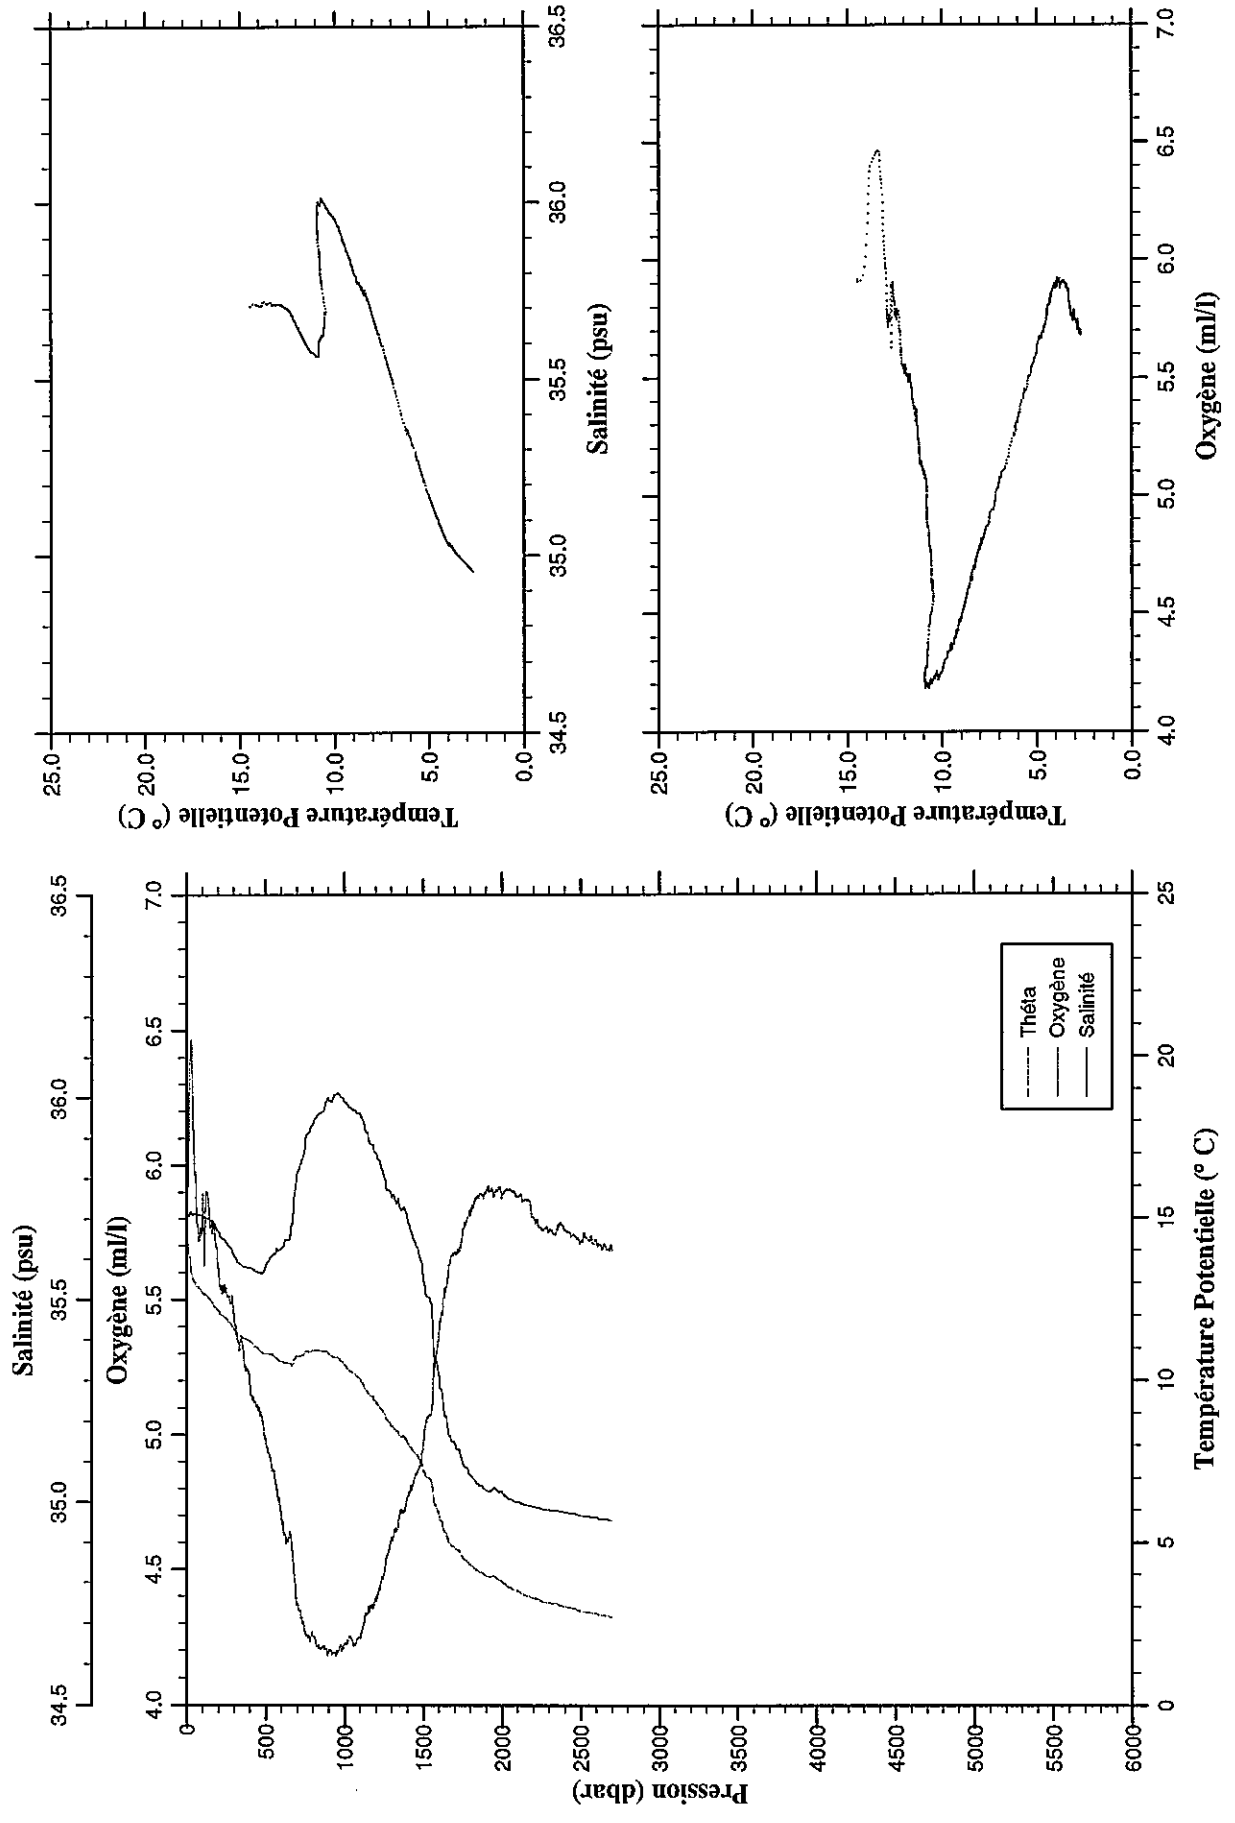 Salinité (psu)
34.5 35.0 35.5 36.0 36.5
Oxygène (ml/l)
4.0 4.5 5.0 5.5 6.0 6.5 7.0
Pression (dbar)
0
500
1000
1500
2000
2500
3000
3500
4000
4500
5000
5500
6000
Théta
Oxygène
Salinité
0 5 10 15 20 25
Température Potentielle (° C)
Température Potentielle (° C)
25.0
20.0
15.0
10.0
5.0
0.0
34.5 35.0 35.5 36.0 36.5
Salinité (psu)
Température Potentielle (° C)
25.0
20.0
15.0
10.0
5.0
0.0
4.0 4.5 5.0 5.5 6.0 6.5 7.0
Oxygène (ml/l)